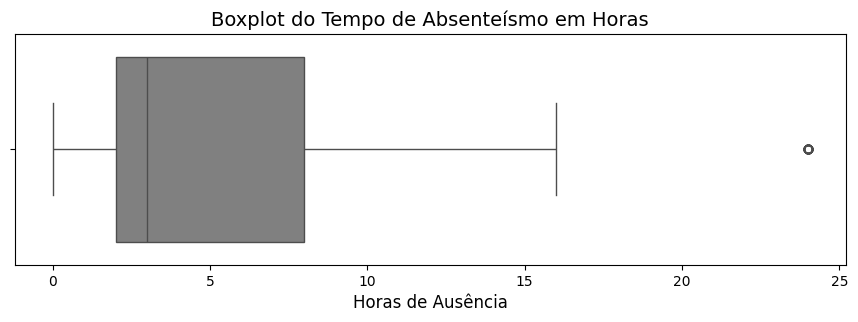 Boxplot do Tempo de Absenteísmo em Horas
0 5 10 15 20 25
Horas de Ausência